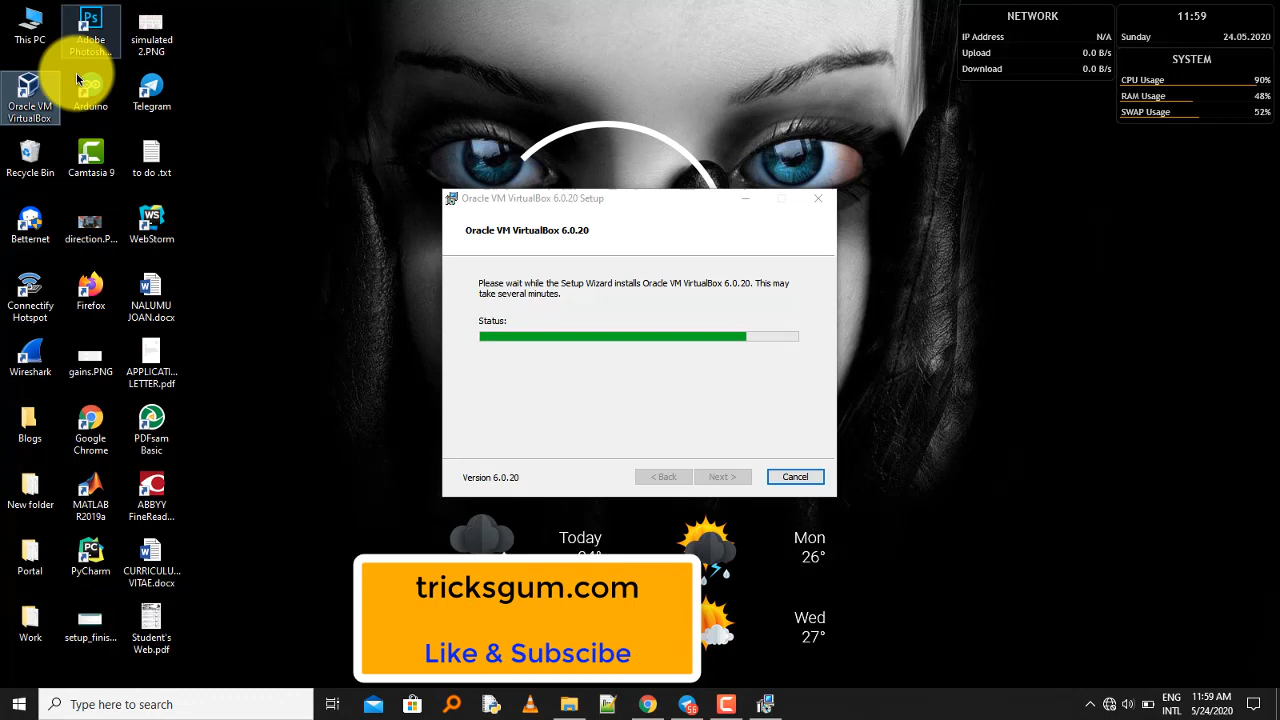 This PC
Adobe
Photosh...
simulated
2.PNG
Oracle VM
VirtualBox
Arduino
Telegram
Recycle Bin
Camtasia 9
to do .txt
Betternet
direction.P...
WebStorm
Connectify
Hotspot
Firefox
NALUMU
JOAN.docx
Wireshark
gains.PNG
APPLICATI...
LETTER.pdf
Blogs
Google
Chrome
PDFsam
Basic
New folder
MATLAB
R2019a
ABBYY
FineRead...
Portal
PyCharm
CURRICUL...
VITAE.docx
Work
setup_finis...
Student's
Web.pdf
NETWORK
IP Address N/A
Upload 0.0 B/s
Download 0.0 B/s
11:59
Sunday 24.05.2020
SYSTEM
CPU Usage 90%
RAM Usage 48%
SWAP Usage 52%
Oracle VM VirtualBox 6.0.20 Setup
Oracle VM VirtualBox 6.0.20
Please wait while the Setup Wizard installs Oracle VM VirtualBox 6.0.20. This may
take several minutes.
Status:
Version 6.0.20
< Back
Next >
Cancel
Today
Mon
26°
Wed
27°
tricksgum.com
Like & Subscibe
Type here to search
56
ENG
INTL
11:59 AM
5/24/2020